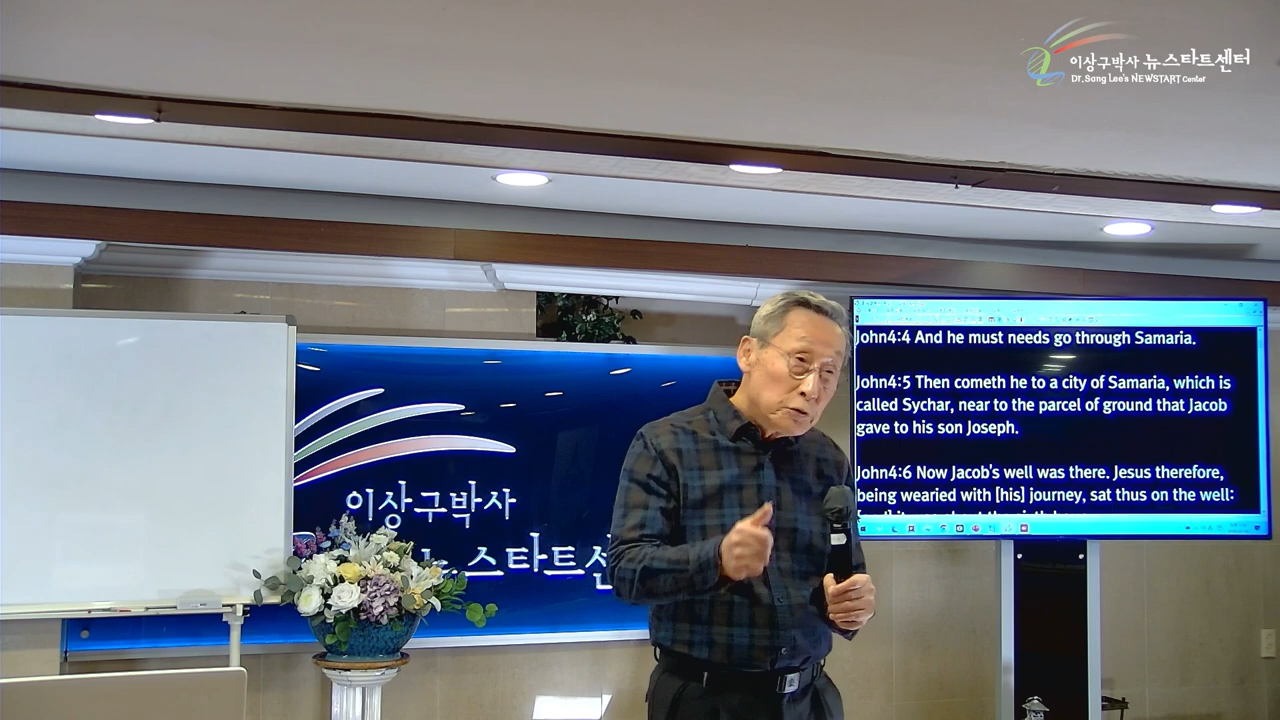 이상구박사 뉴스타트센터
Dr. Sang Lee's NEWSTART Center
John4:4 And he must needs go through Samaria.
John4:5 Then cometh he to a city of Samaria, which is
called Sychar, near to the parcel of ground that Jacob
gave to his son Joseph.
John4:6 Now Jacob's well was there. Jesus therefore,
being wearied with [his] journey, sat thus on the well:
이상구박사
뉴스타트센